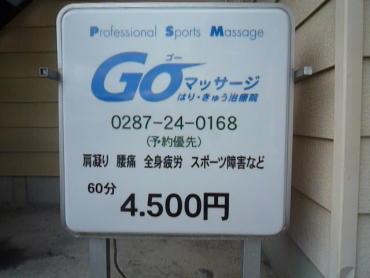 Professional Sports Massage
ゴー
GO マッサージ
はり・きゅう治療院
0287-24-0168
(予約優先)
肩凝り 腰痛 全身疲労 スポーツ障害など
60分 4.500円